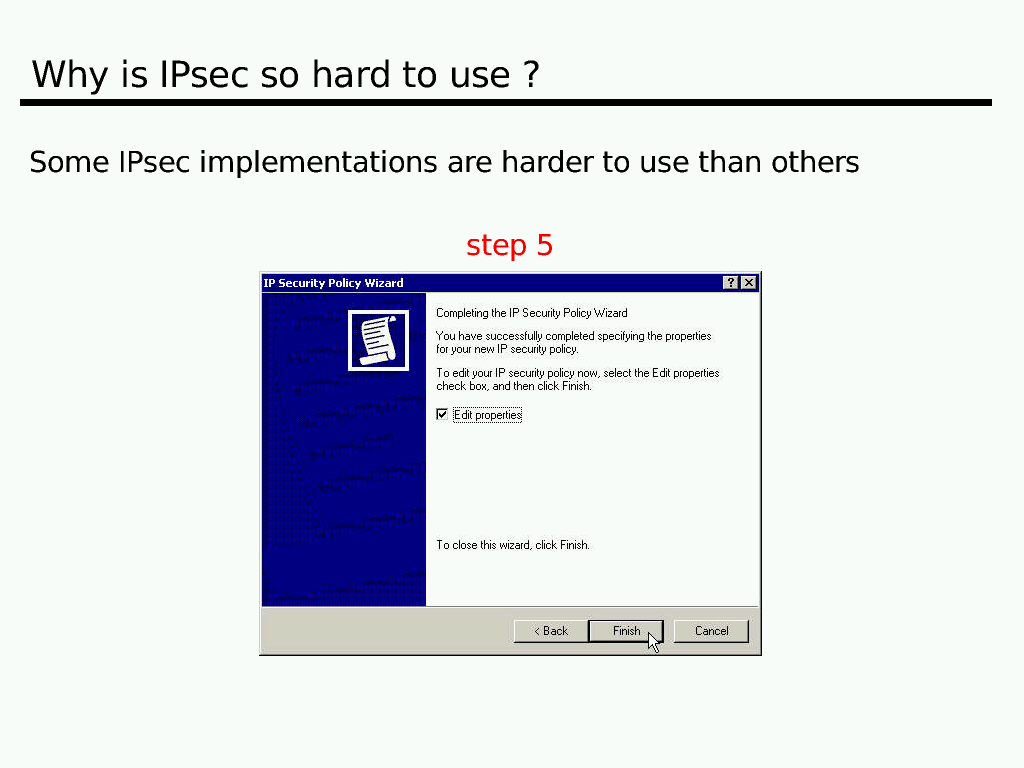 Why is IPsec so hard to use ?
Some IPsec implementations are harder to use than others
step 5
IP Security Policy Wizard
Completing the IP Security Policy Wizard
You have successfully completed specifying the properties
for your new IP security policy.
To edit your IP security policy now, select the Edit properties
check box, and then click Finish.
Edit properties
To close this wizard, click Finish.
< Back Finish Cancel